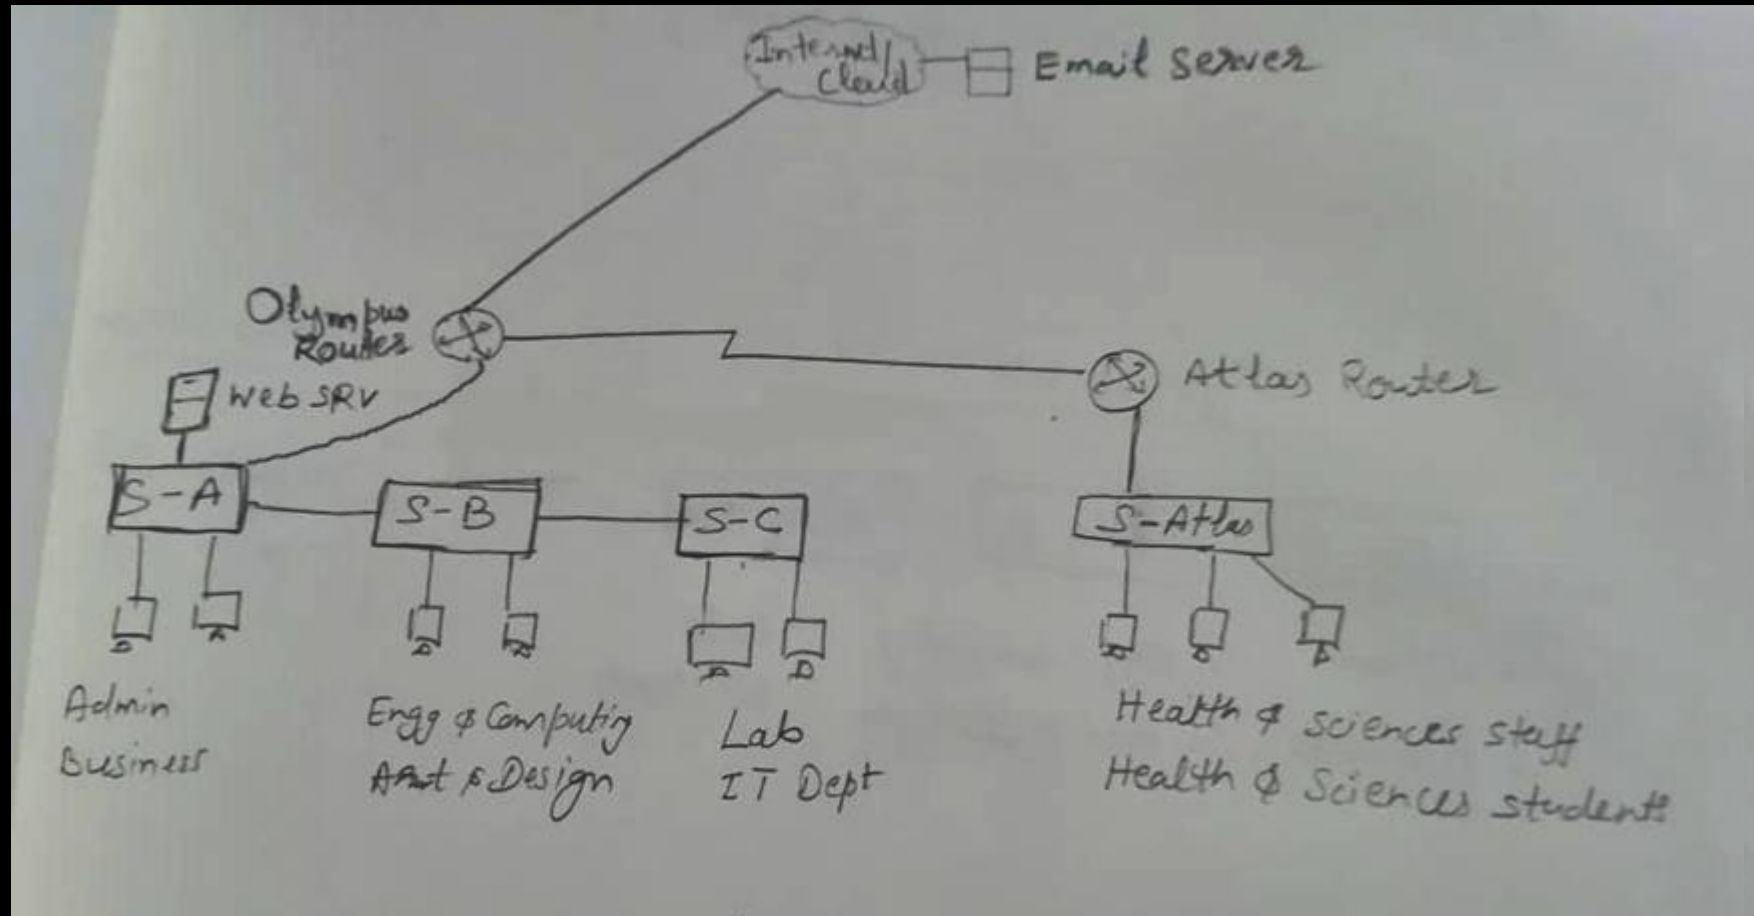 Internet/
Cloud
Email Server
Olympus
Router
Web SRV
Atlas Router
S-A
S-B
S-C
S-Atlas
Admin
Business
Engg & Computing
Art & Design
Lab
IT Dept
Health & Sciences staff
Health & Sciences students